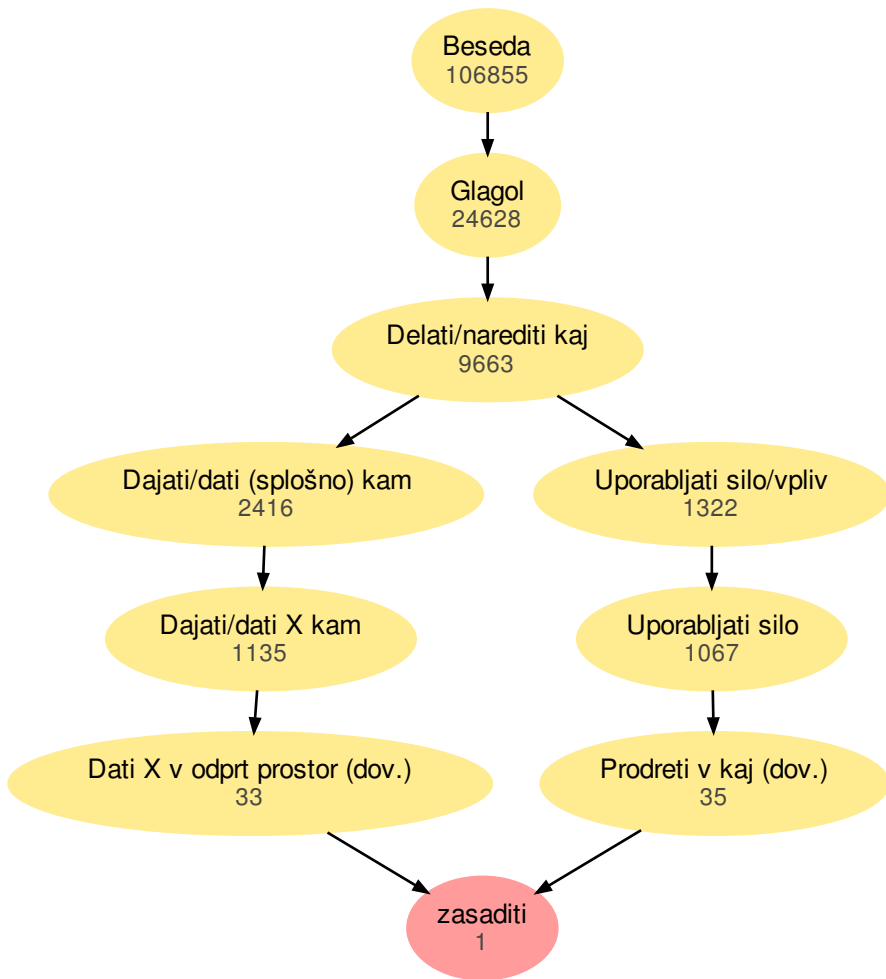 Beseda
106855
Glagol
24628
Delati/narediti kaj
9663
Dajati/dati (splošno) kam
2416
Uporabljati silo/vpliv
1322
Dajati/dati X kam
1135
Uporabljati silo
1067
Dati X v odprt prostor (dov.)
33
Prodreti v kaj (dov.)
35
zasaditi
1